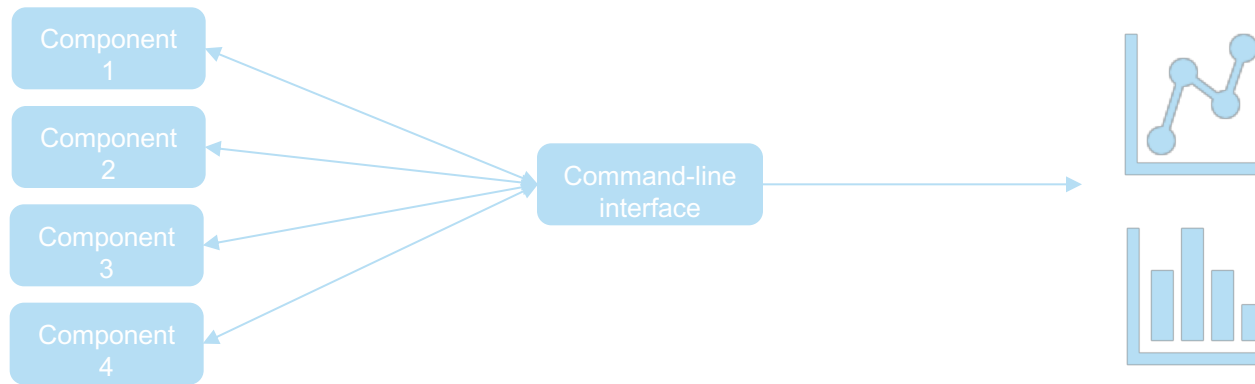 Component
1
Component
2
Component
3
Component
4
Command-line
interface